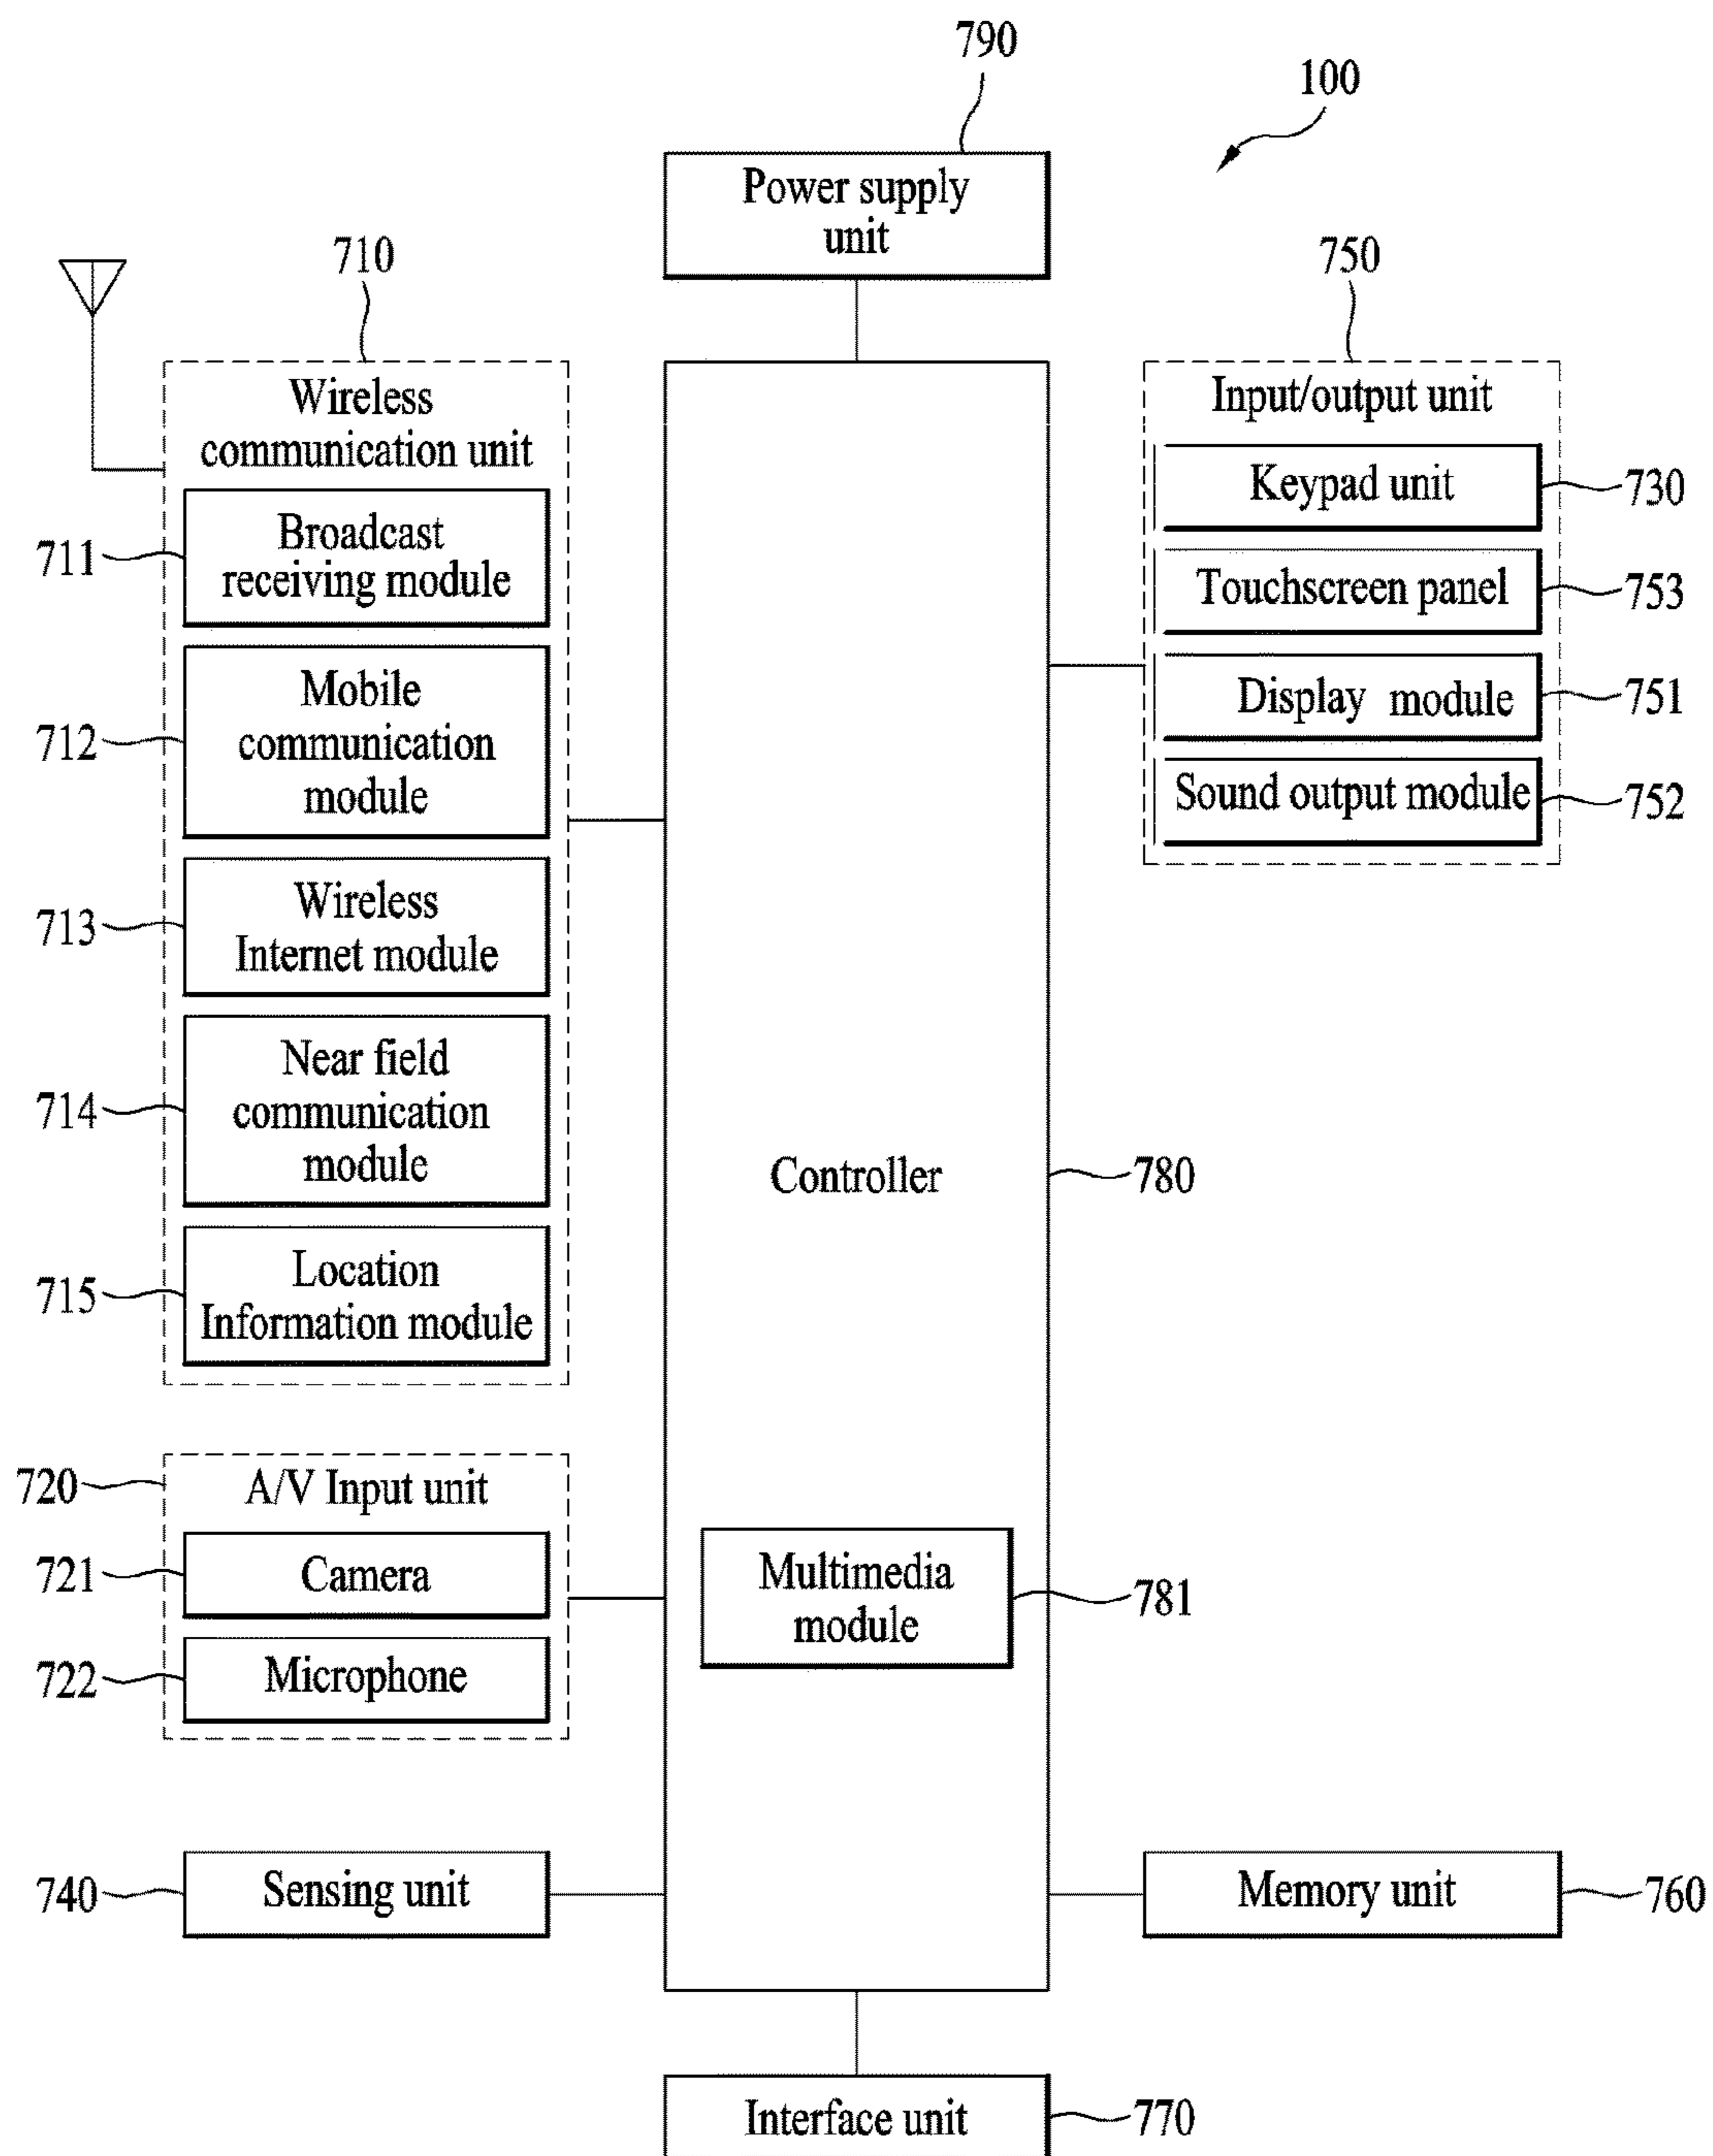 790
100
Power supply
unit
710
750
Wireless
communication unit
Input/output unit
Keypad unit
730
711
Broadcast
receiving module
Touchscreen panel
753
712
Mobile
communication
module
Display module
751
Sound output module
752
713
Wireless
Internet module
714
Near field
communication
module
Controller
780
715
Location
Information module
720
A/V Input unit
721
Camera
Multimedia
module
781
722
Microphone
740
Sensing unit
Memory unit
760
Interface unit
770